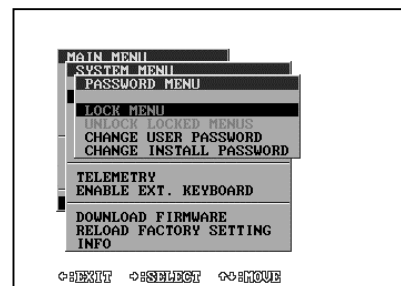 MAIN MENU
SYSTEM MENU
PASSWORD MENU
LOCK MENU
UNLOCK LOCKED MENUS
CHANGE USER PASSWORD
CHANGE INSTALL PASSWORD
TELEMETRY
ENABLE EXT. KEYBOARD
DOWNLOAD FIRMWARE
RELOAD FACTORY SETTING
INFO
:EXIT :SELECT :MOVE